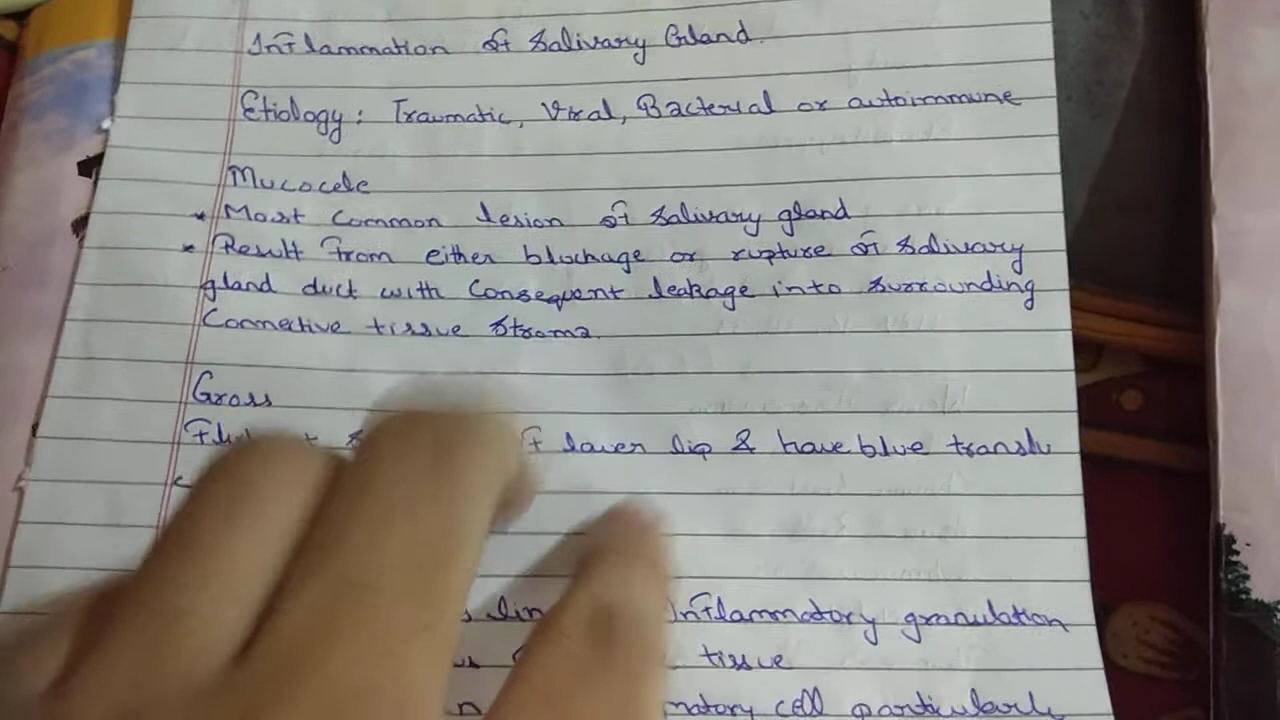 Inflammation of Salivary Gland.
Etiology: Traumatic, Viral, Bacterial or autoimmune
Mucocele
* Most Common lesion of Salivary gland
* Result from either blockage or rupture of Salivary
gland duct with Consequent leakage into surrounding
Connective tissue Stroma.
Gross
lower lip & have blue translu
Inflammatory granulation
tissue
cell particularly